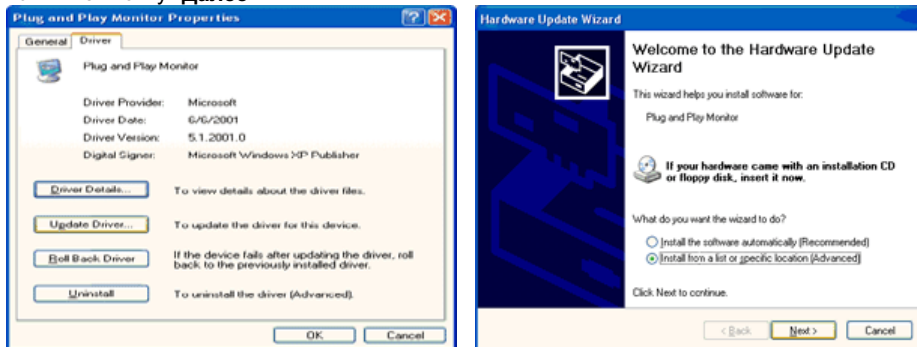 Plug and Play Monitor Properties
General Driver
Plug and Play Monitor
Driver Provider: Microsoft
Driver Date: 6/6/2001
Driver Version: 5.1.2001.0
Digital Signer: Microsoft Windows XP Publisher
Driver Details... To view details about the driver files.
Update Driver... To update the driver for this device.
Roll Back Driver If the device fails after updating the driver, roll
back to the previously installed driver.
Uninstall To uninstall the driver (Advanced).
OK Cancel
Hardware Update Wizard
Welcome to the Hardware Update
Wizard
This wizard helps you install software for:
Plug and Play Monitor
If your hardware came with an installation CD
or floppy disk, insert it now.
What do you want the wizard to do?
Install the software automatically (Recommended)
Install from a list or specific location (Advanced)
Click Next to continue.
< Back Next > Cancel